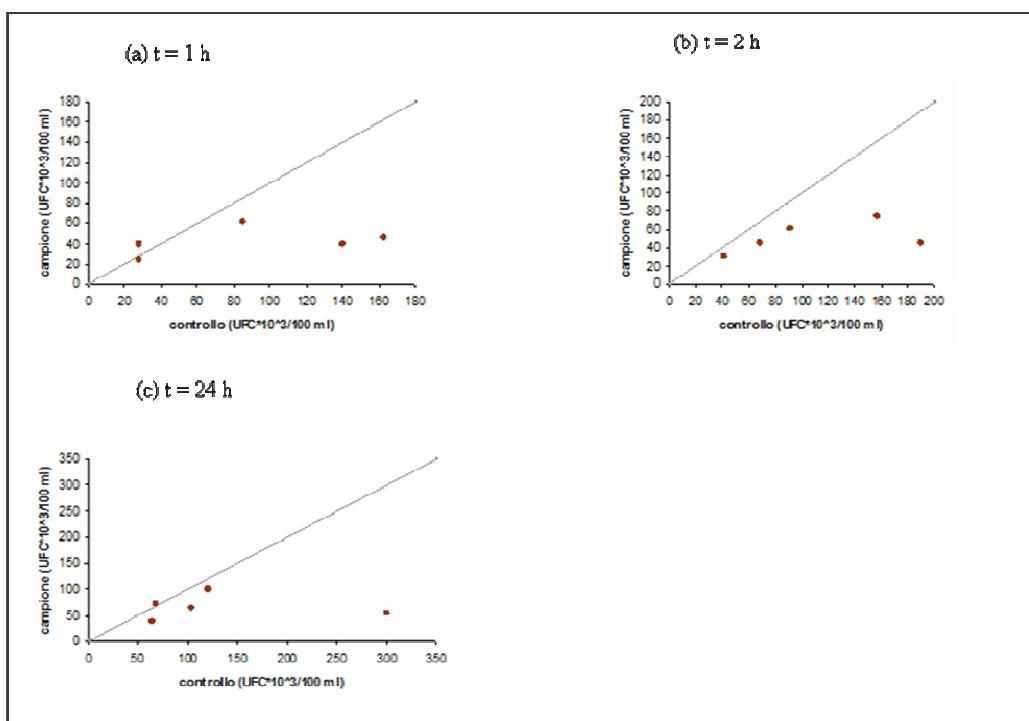 (a) t = 1 h
180
160
140
120
100
80
60
40
20
0
campione (UFC*10^3/100 ml)
0 20 40 60 80 100 120 140 160 180
controllo (UFC*10^3/100 ml)
(b) t = 2 h
200
180
160
140
120
100
80
60
40
20
0
campione (UFC*10^3/100 ml)
0 20 40 60 80 100 120 140 160 180 200
controllo (UFC*10^3/100 ml)
(c) t = 24 h
350
300
250
200
150
100
50
0
campione (UFC*10^3/100 ml)
0 50 100 150 200 250 300 350
controllo (UFC*10^3/100 ml)